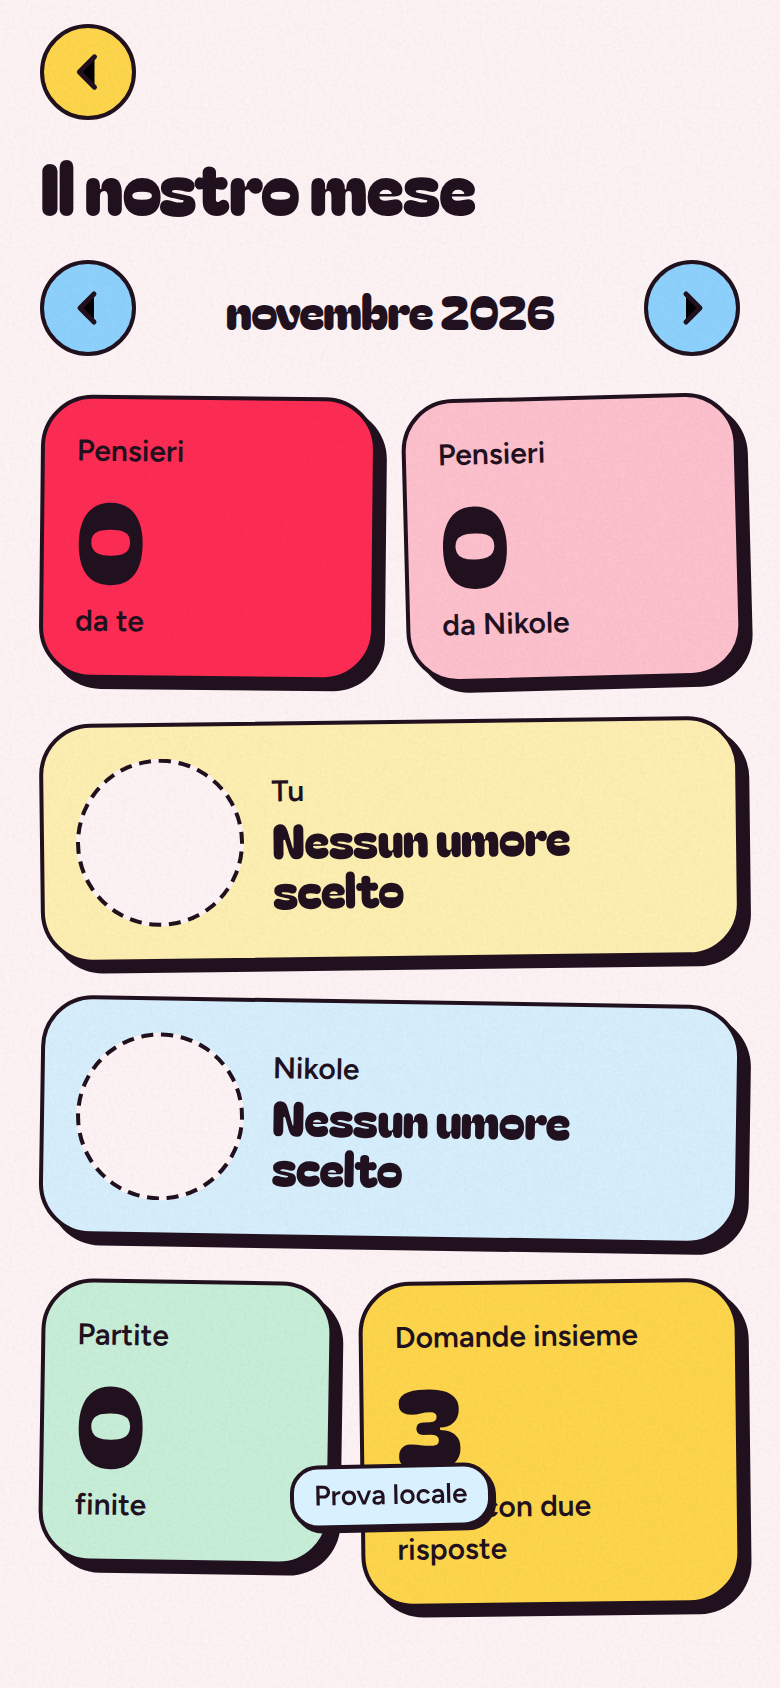 Il nostro mese
novembre 2026
Pensieri
0
da te
Pensieri
0
da Nikole
Tu
Nessun umore
scelto
Nikole
Nessun umore
scelto
Partite
0
finite
Domande insieme
3
con due
risposte
Prova locale